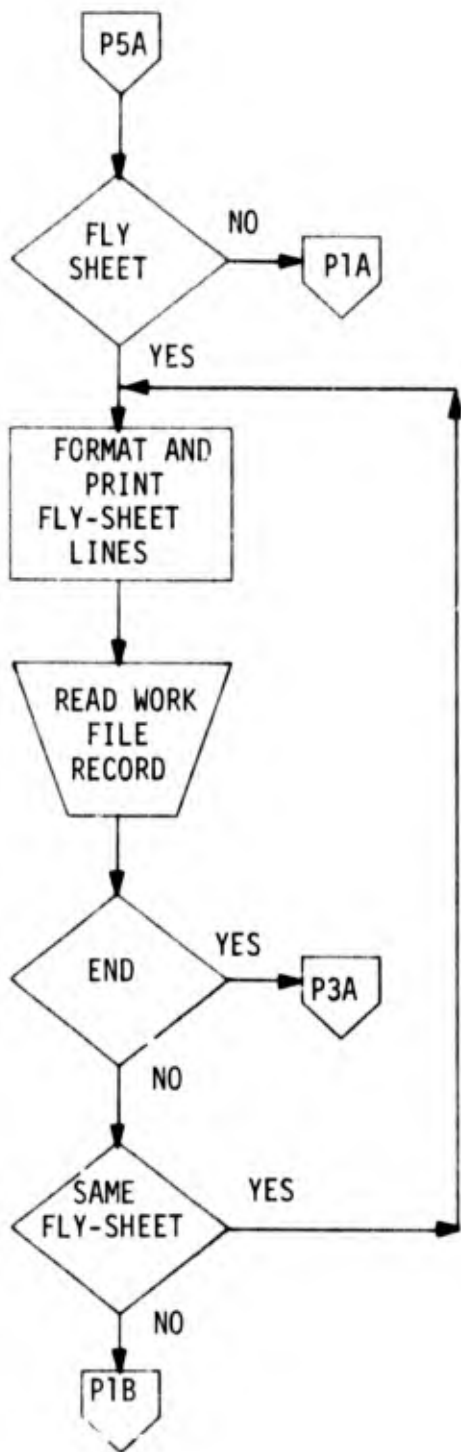 P5A
FLY
SHEET
NO
P1A
YES
FORMAT AND
PRINT
FLY-SHEET
LINES
READ WORK
FILE
RECORD
END
YES
P3A
NO
SAME
FLY-SHEET
YES
NO
P1B